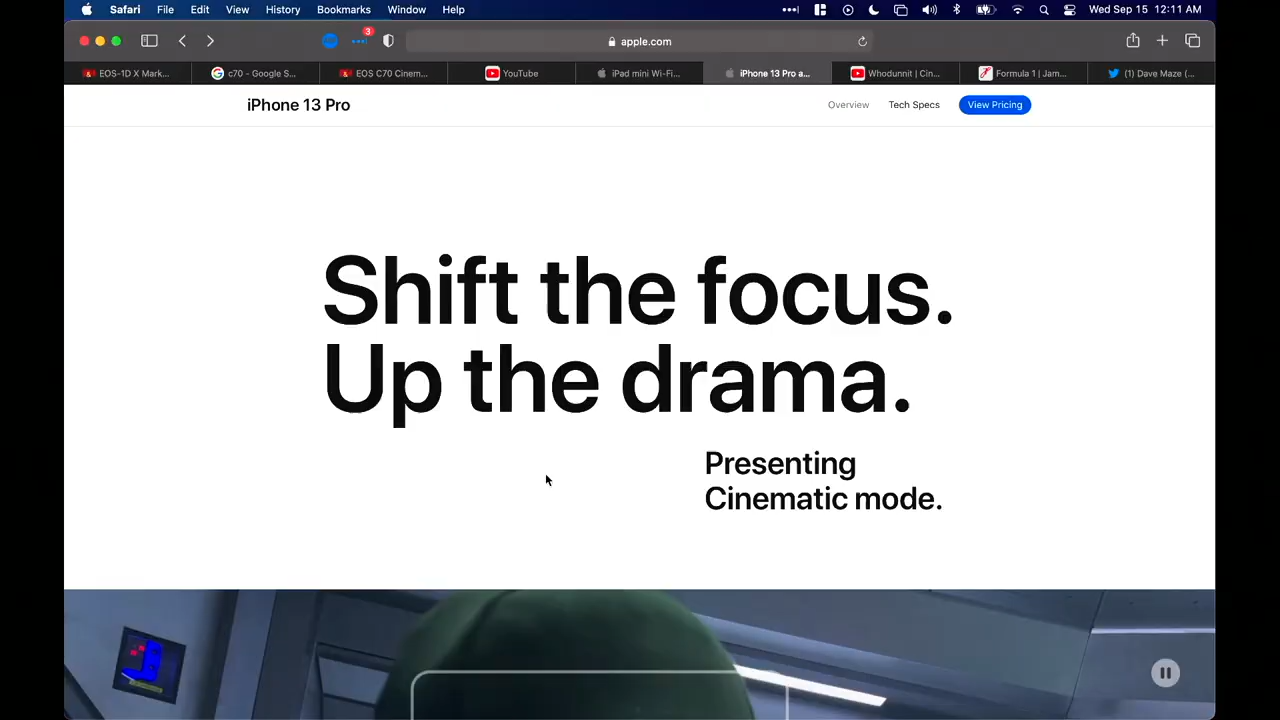 Safari File Edit View History Bookmarks Window Help Wed Sep 15 12:11 AM
3
apple.com
EOS-1D X Mark...
c70 - Google S...
EOS C70 Cinem...
YouTube
iPad mini Wi-Fi...
iPhone 13 Pro a...
Whodunnit | Cin...
Formula 1 | Jam...
(1) Dave Maze (...
iPhone 13 Pro
Overview Tech Specs View Pricing
Shift the focus.
Up the drama.
Presenting
Cinematic mode.